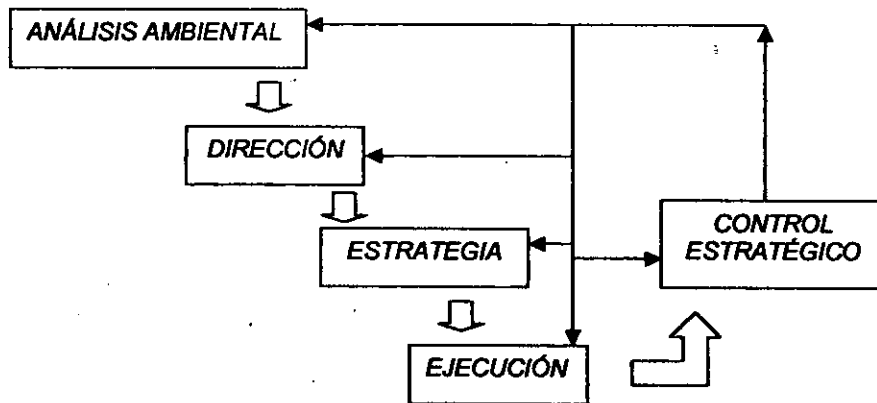 ANÁLISIS AMBIENTAL
DIRECCIÓN
ESTRATEGIA
CONTROL
ESTRATÉGICO
EJECUCIÓN